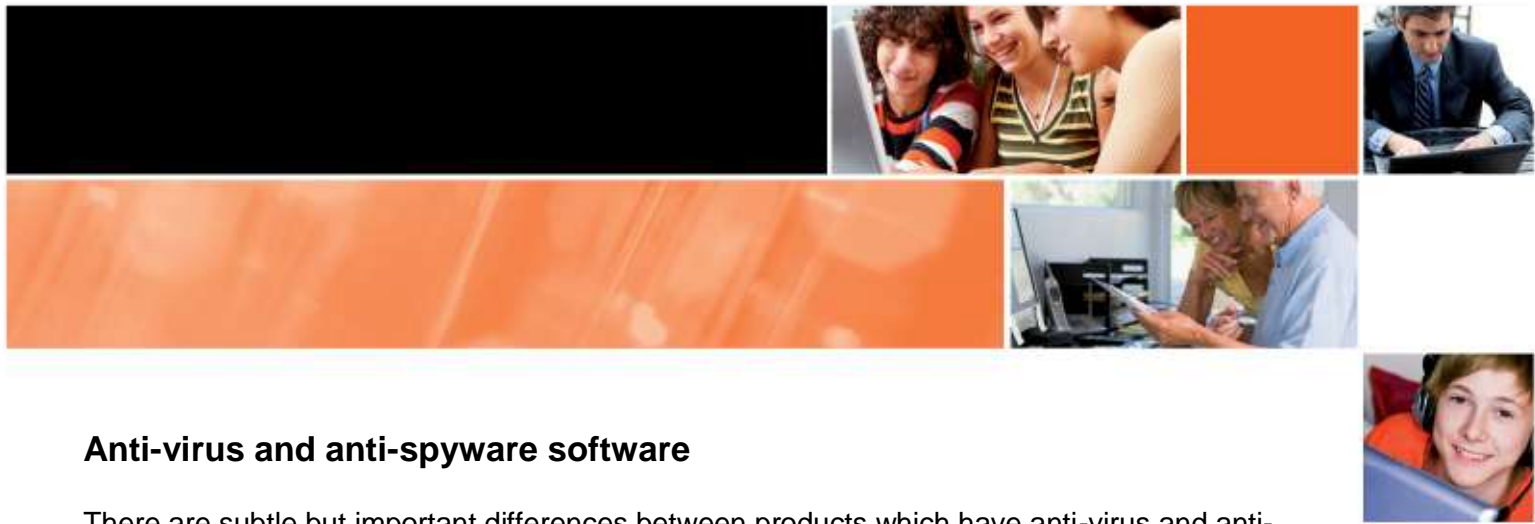 Anti-virus and anti-spyware software
There are subtle but important differences between products which have anti-virus and anti-